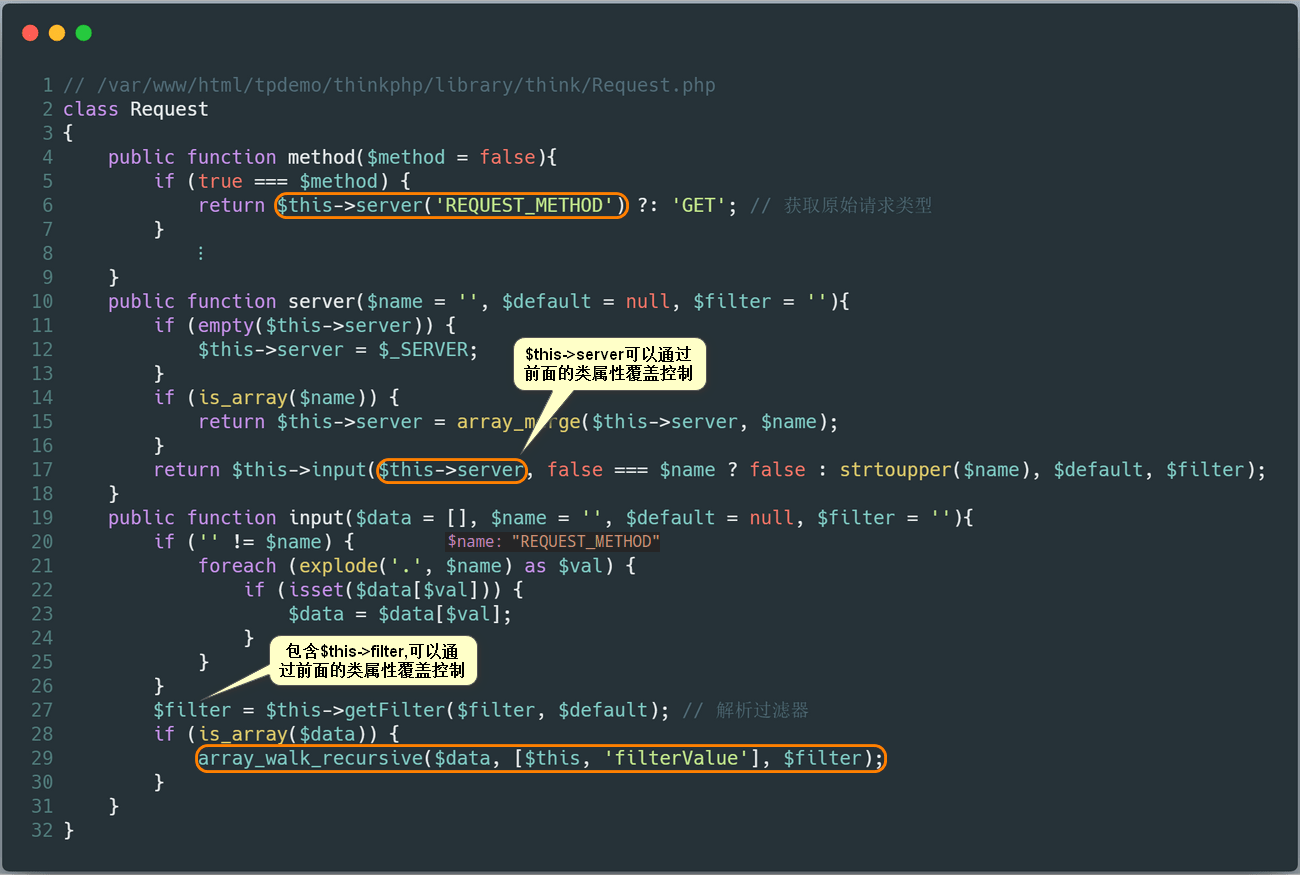 1 // /var/www/html/tpdemo/thinkphp/library/think/Request.php
2 class Request
3 {
4     public function method($method = false){
5         if (true === $method) {
6             return $this->server('REQUEST_METHOD') ?: 'GET'; // 获取原始请求类型
7         }
8             ⋮
9     }
10     public function server($name = '', $default = null, $filter = ''){
11         if (empty($this->server)) {
12             $this->server = $_SERVER;
$this->server可以通过
前面的类属性覆盖控制
13         }
14         if (is_array($name)) {
15             return $this->server = array_merge($this->server, $name);
16         }
17         return $this->input($this->server, false === $name ? false : strtoupper($name), $default, $filter);
18     }
19     public function input($data = [], $name = '', $default = null, $filter = ''){
20         if ('' != $name) {        $name: "REQUEST_METHOD"
21             foreach (explode('.', $name) as $val) {
22                 if (isset($data[$val])) {
23                     $data = $data[$val];
24                 }
25             }
包含$this->filter,可以通
过前面的类属性覆盖控制
26         }
27         $filter = $this->getFilter($filter, $default); // 解析过滤器
28         if (is_array($data)) {
29             array_walk_recursive($data, [$this, 'filterValue'], $filter);
30         }
31     }
32 }